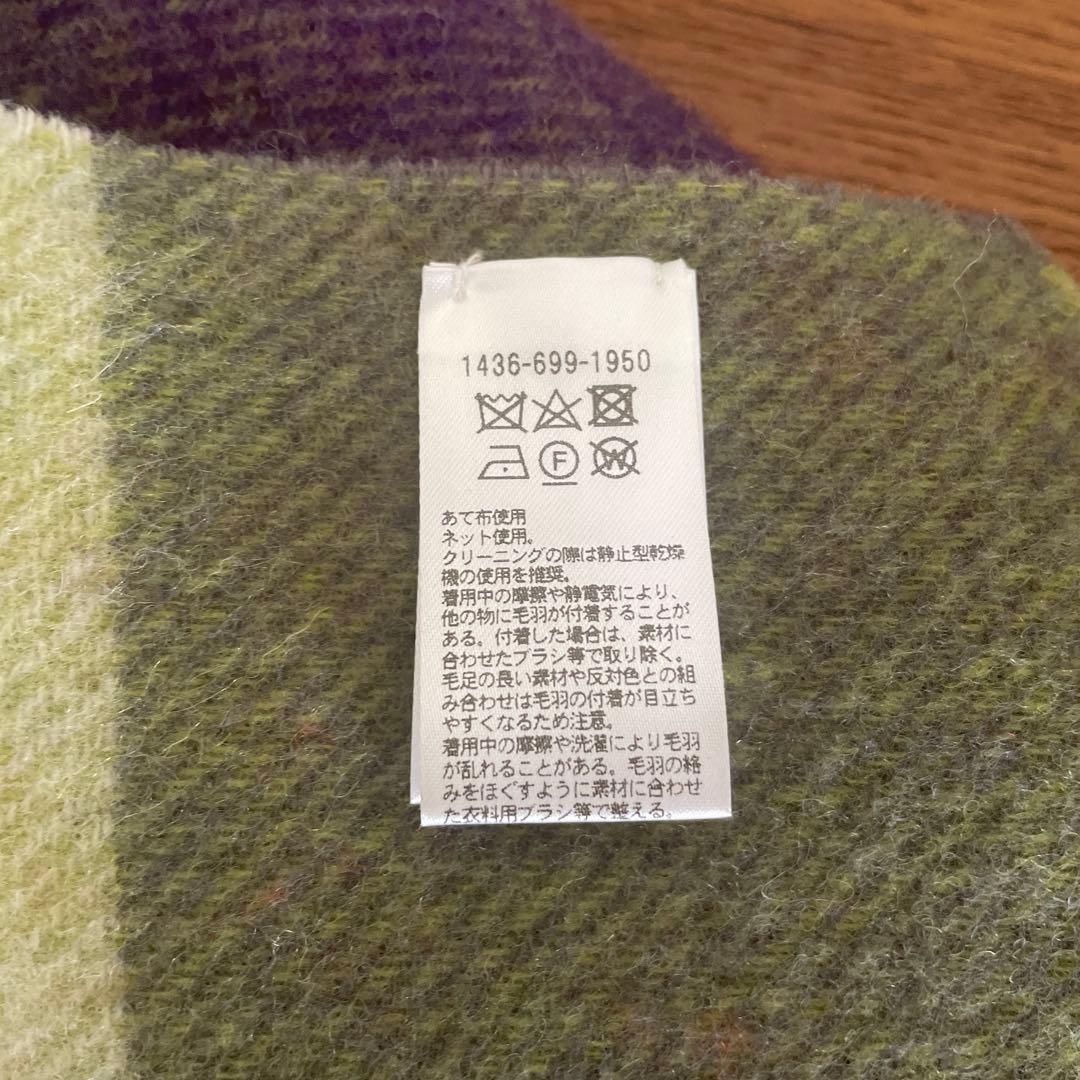 1436-699-1950
F
W
あて布使用
ネット使用。
クリーニングの際は静止型乾燥
機の使用を推奨。
着用中の摩擦や静電気により、
他の物に毛羽が付着することが
ある。付着した場合は、素材に
合わせたブラシ等で取り除く。
毛足の長い素材や反対色との組
み合わせは毛羽の付着が目立ち
やすくなるため注意。
着用中の摩擦や洗濯により毛羽
が乱れることがある。毛羽の絡
みをほぐすように素材に合わせ
た衣料用ブラシ等で整える。